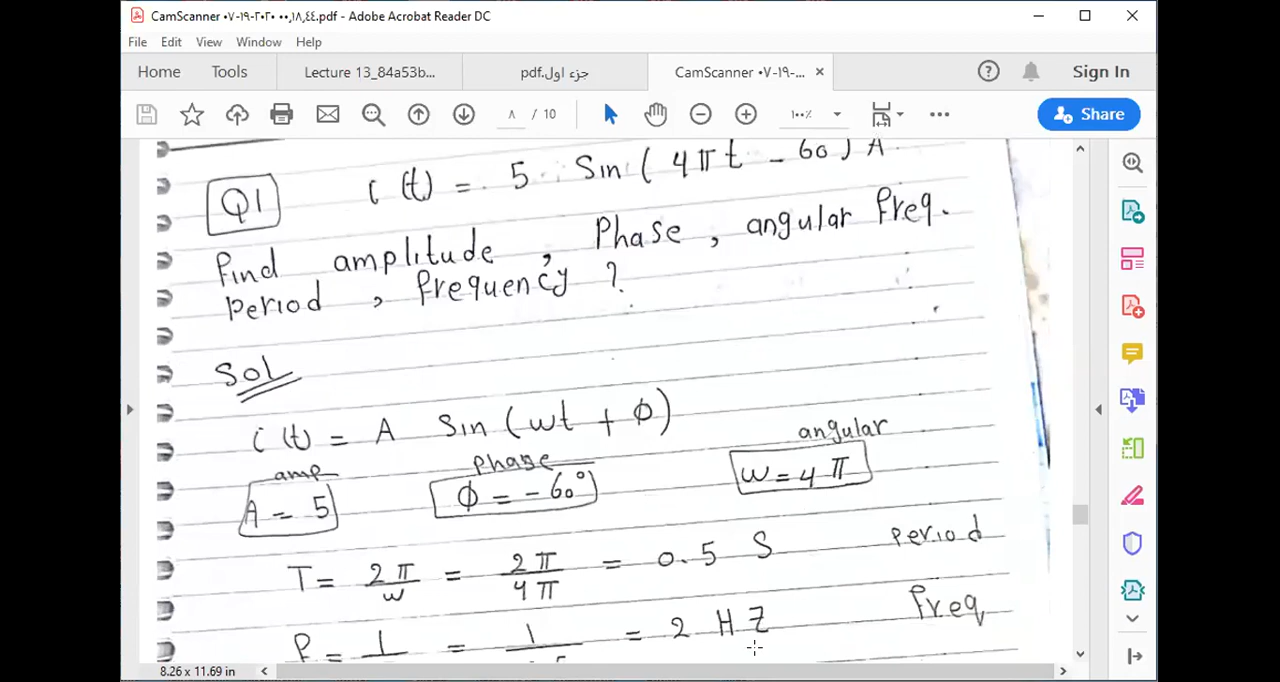 CamScanner ٠٧-١٩-٢٠٢٠ ٠٠,١٨,٤٤.pdf - Adobe Acrobat Reader DC
File Edit View Window Help
Home Tools Lecture 13_84a53b... جزء اول.pdf CamScanner ٠٧-١٩-... × Sign In
٨ / 10 ١٠٠٪ Share
Q1 i(t) = 5 Sin ( 4πt - 60 ) A
Find amplitude, Phase, angular freq.
period, frequency ?
Sol
i(t) = A Sin (wt + Φ)
amp phase angular
A = 5 Φ = - 60° w = 4π
T = 2π/w = 2π/4π = 0.5 S period
= 2 HZ freq
8.26 x 11.69 in